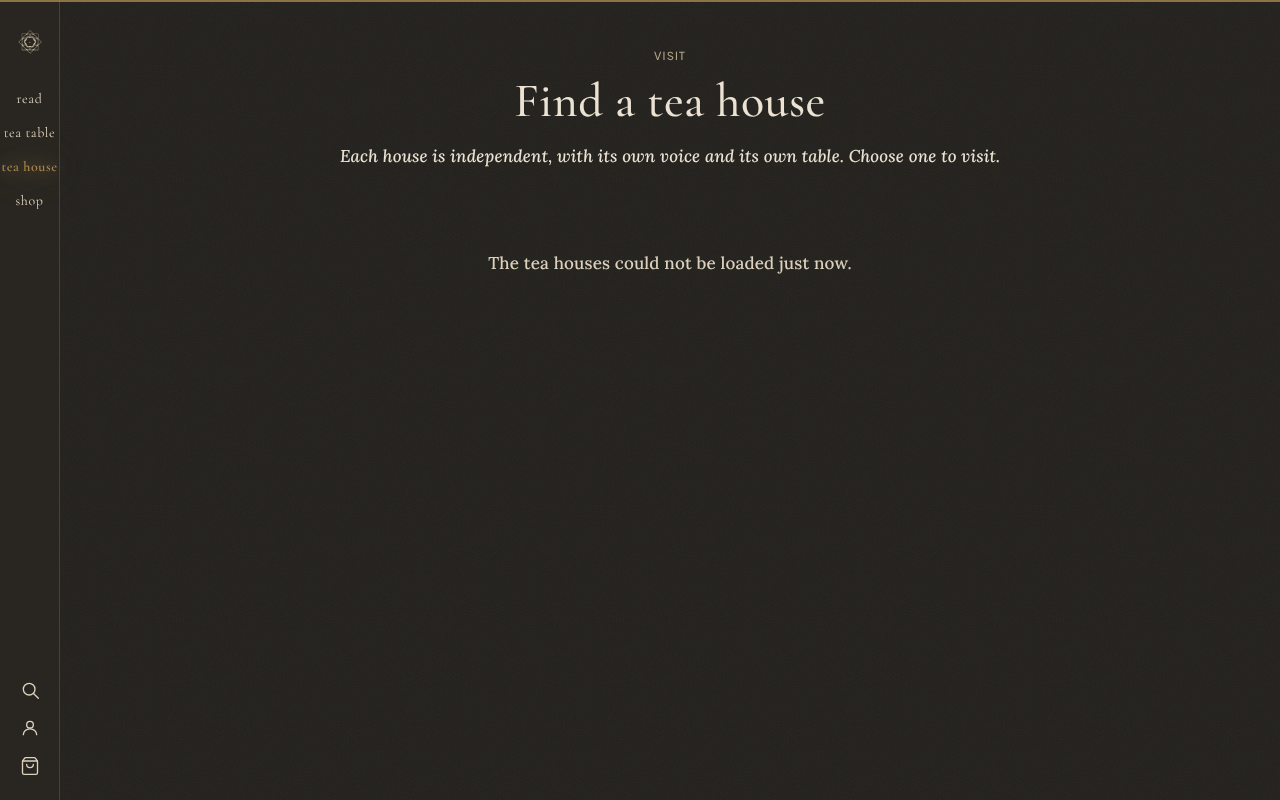 read
tea table
tea house
shop
VISIT
Find a tea house
Each house is independent, with its own voice and its own table. Choose one to visit.
The tea houses could not be loaded just now.